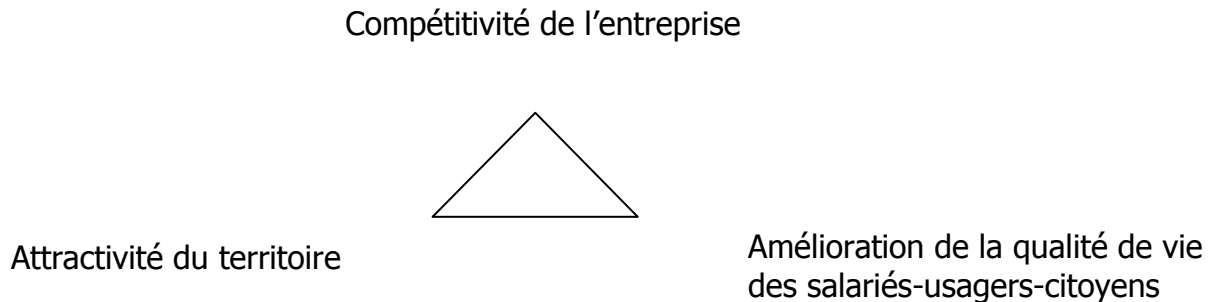 Compétitivité de l’entreprise
Attractivité du territoire
Amélioration de la qualité de vie
des salariés-usagers-citoyens